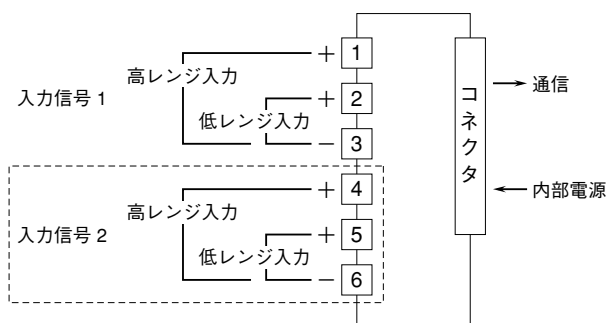 入力信号 1
高レンジ入力
低レンジ入力
+ 1
+ 2
− 3
入力信号 2
高レンジ入力
低レンジ入力
+ 4
+ 5
− 6
コネクタ
通信
内部電源